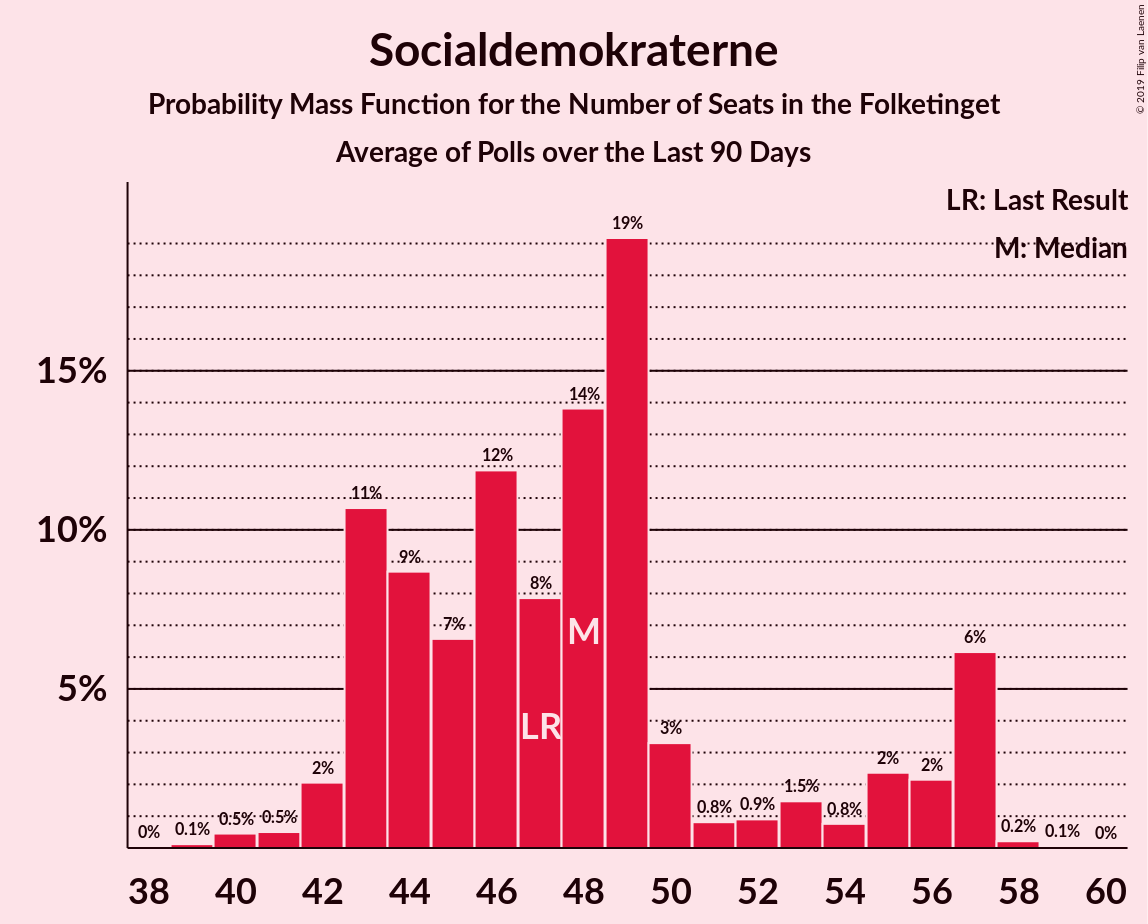 Socialdemokraterne
Probability Mass Function for the Number of Seats in the Folketinget
Average of Polls over the Last 90 Days
© 2019 Filip van Laenen
LR: Last Result
M: Median
15%
10%
5%
0%
0.1%
0.5%
0.5%
2%
11%
9%
7%
12%
8%
14%
19%
3%
0.8%
0.9%
1.5%
0.8%
2%
2%
6%
0.2%
0.1%
0%
LR
M
38 40 42 44 46 48 50 52 54 56 58 60